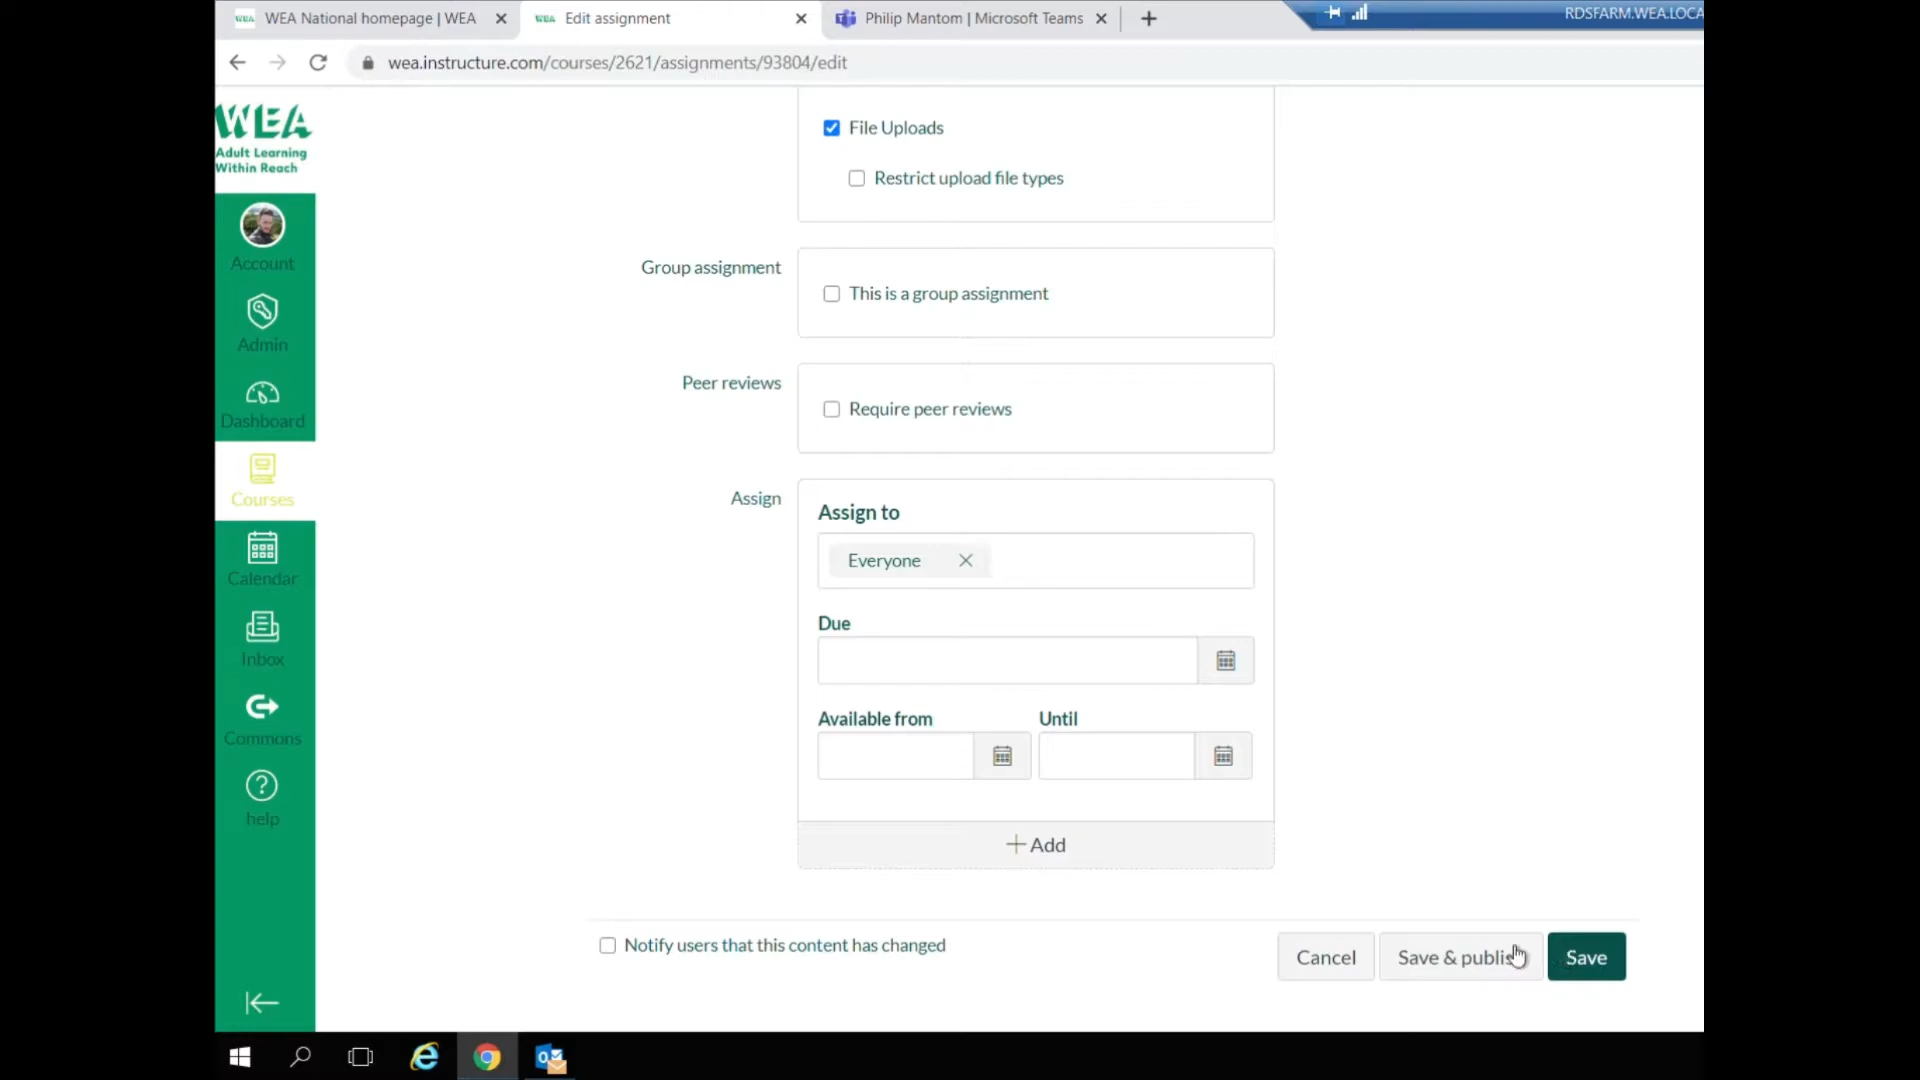 WEA National homepage | WEA
Edit assignment
Philip Mantom | Microsoft Teams
RDSFARM.WEA.LOCA
wea.instructure.com/courses/2621/assignments/93804/edit
WEA
Adult Learning
Within Reach
Account
Admin
Dashboard
Courses
Calendar
Inbox
Commons
help
File Uploads
Restrict upload file types
Group assignment
This is a group assignment
Peer reviews
Require peer reviews
Assign
Assign to
Everyone
Due
Available from
Until
+ Add
Notify users that this content has changed
Cancel
Save & publis
Save